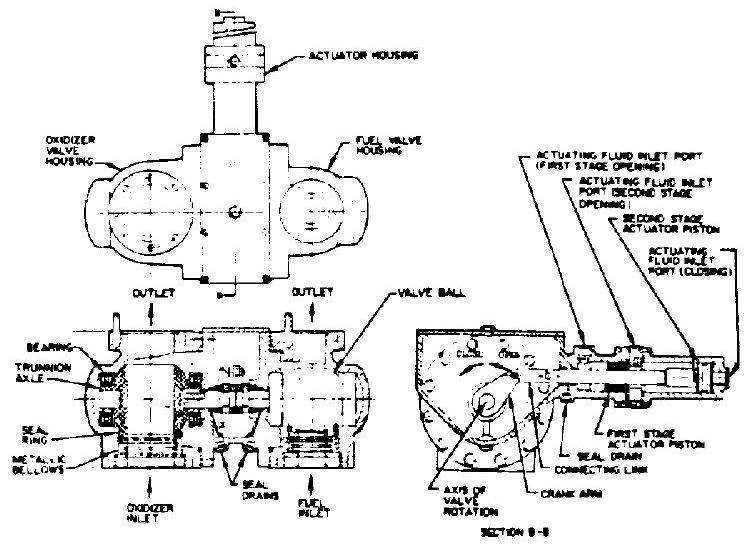 ACTUATOR HOUSING
OXIDIZER
VALVE
HOUSING
FUEL VALVE
HOUSING
ACTUATING FLUID INLET PORT
(FIRST STAGE OPENING)
ACTUATING FLUID INLET
PORT (SECOND STAGE
OPENING)
SECOND STAGE
ACTUATOR PISTON
ACTUATING
FLUID INLET
PORT (CLOSING)
OUTLET
OUTLET
VALVE BALL
BEARING
TRUNNION
AXLE
SEAL
RING
METALLIC
BELLOWS
OXIDIZER
INLET
SEAL
DRAINS
FUEL
INLET
CLOSE OPEN
FIRST STAGE
ACTUATOR PISTON
SEAL DRAIN
CONNECTING LINK
CRANK ARM
AXIS OF
VALVE
ROTATION
SECTION B-B